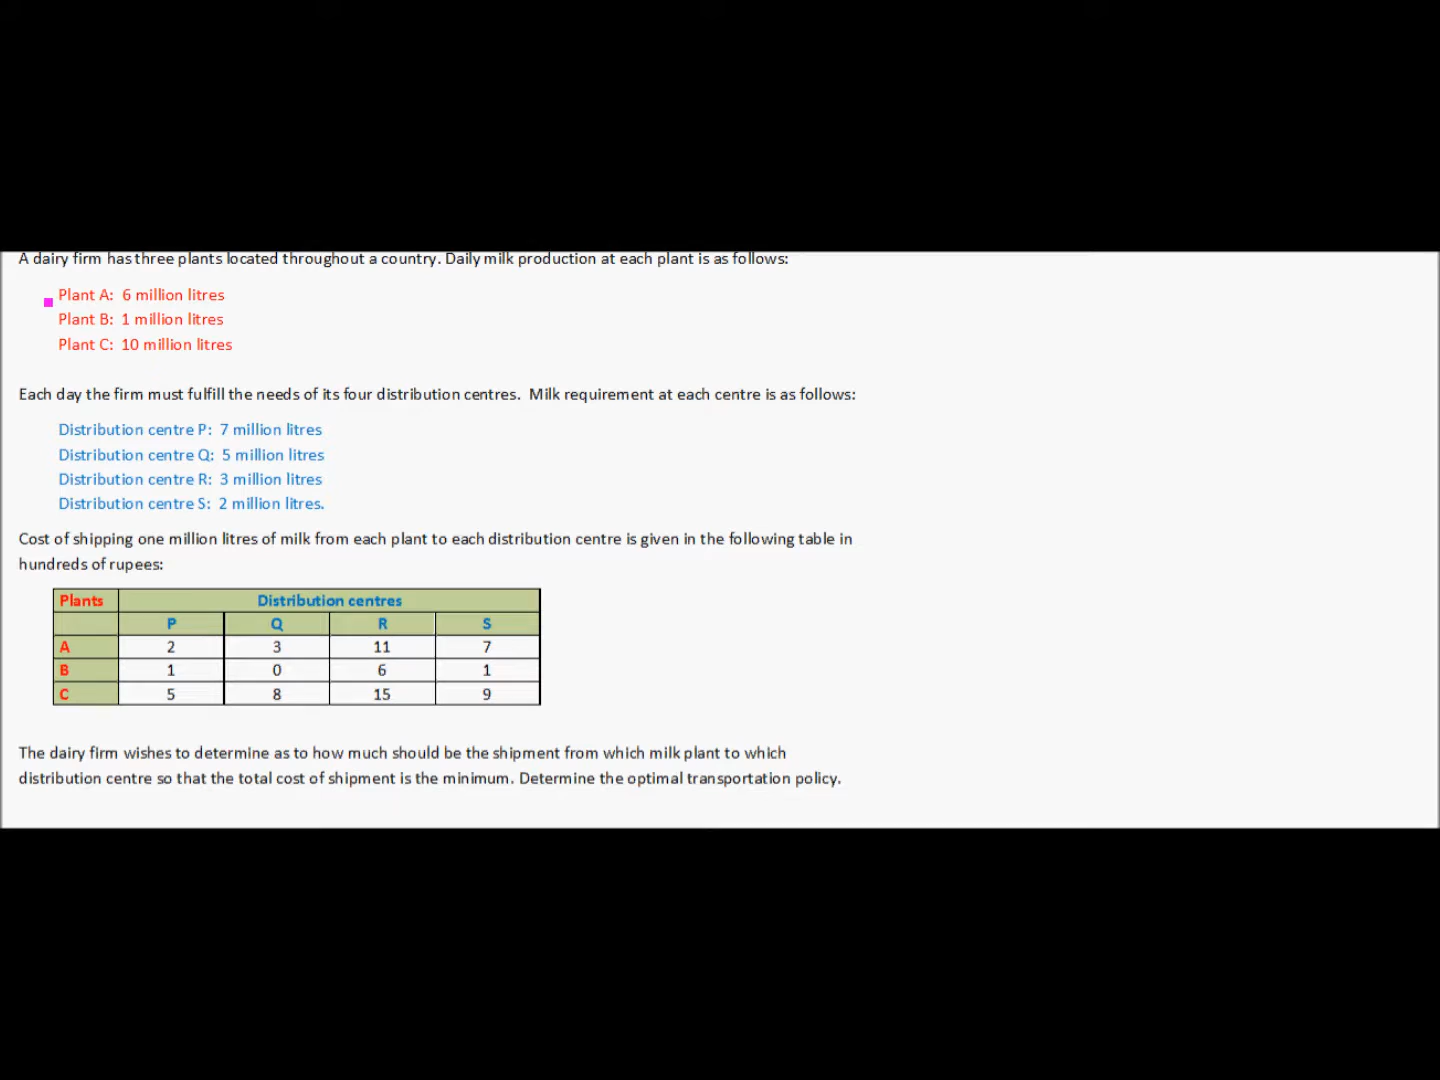 A dairy firm has three plants located throughout a country. Daily milk production at each plant is as follows:
Plant A: 6 million litres
Plant B: 1 million litres
Plant C: 10 million litres
Each day the firm must fulfill the needs of its four distribution centres. Milk requirement at each centre is as follows:
Distribution centre P: 7 million litres
Distribution centre Q: 5 million litres
Distribution centre R: 3 million litres
Distribution centre S: 2 million litres.
Cost of shipping one million litres of milk from each plant to each distribution centre is given in the following table in
hundreds of rupees:
Plants Distribution centres
P Q R S
A 2 3 11 7
B 1 0 6 1
C 5 8 15 9
The dairy firm wishes to determine as to how much should be the shipment from which milk plant to which
distribution centre so that the total cost of shipment is the minimum. Determine the optimal transportation policy.